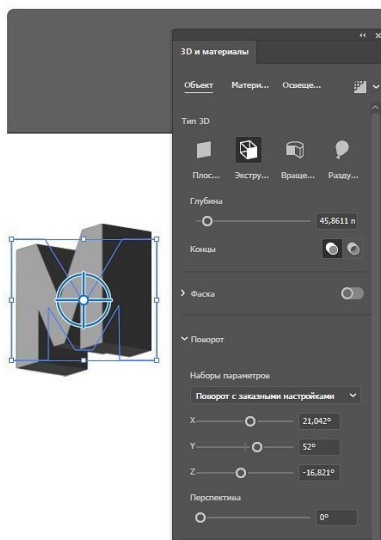 3D и материалы
Объект Матери... Освеще...
Тип 3D
Плос... Экстру... Враще... Разду...
Глубина
45,8611 п
Концы
Фаска
Поворот
Наборы параметров
Поворот с заказными настройками
X 21,042°
Y 52°
Z -16,821°
Перспектива
0°